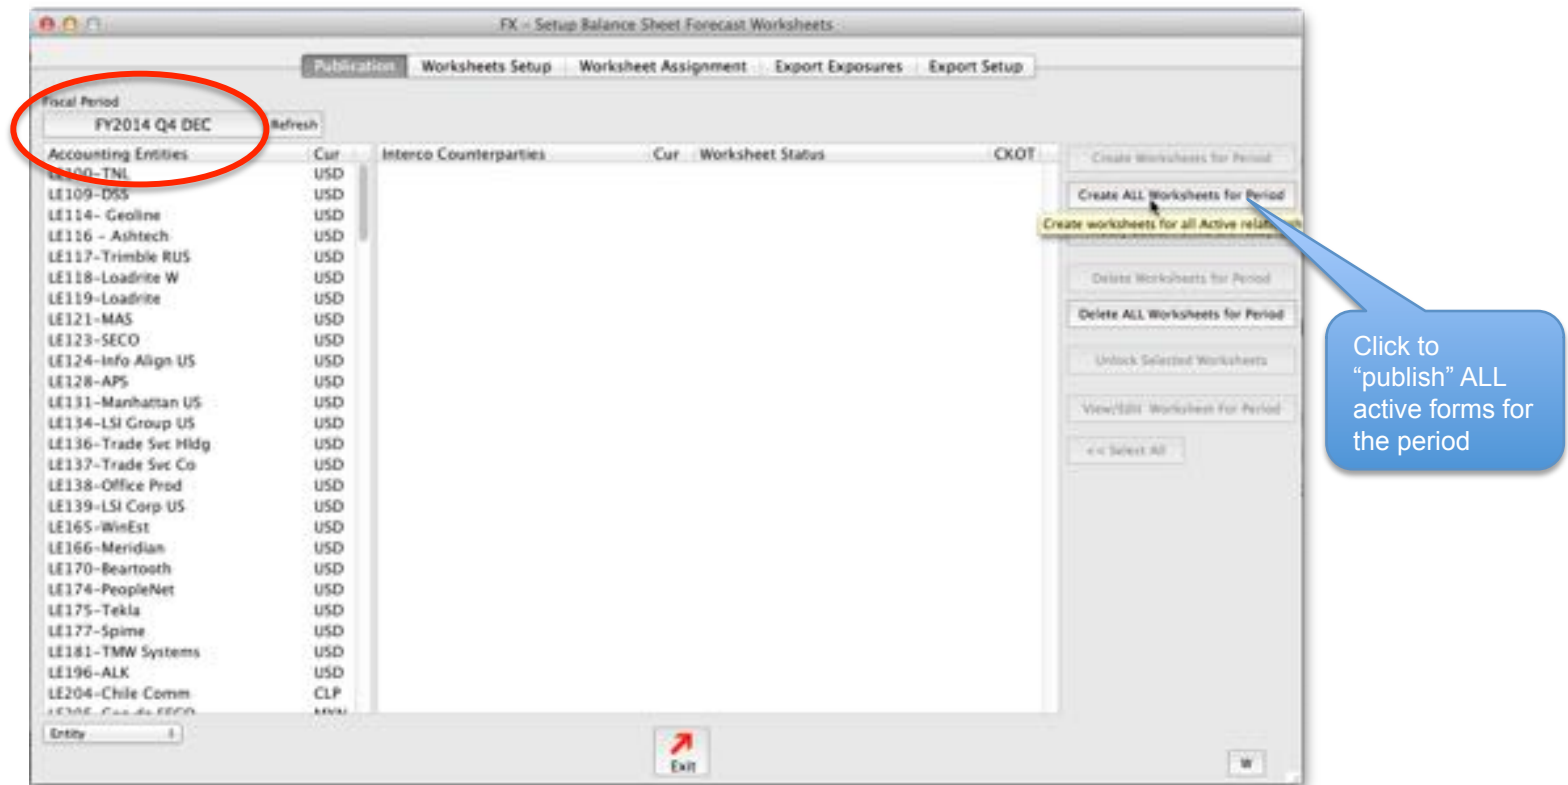 FX - Setup Balance Sheet Forecast Worksheets
Publication Worksheets Setup Worksheet Assignment Export Exposures Export Setup
Fiscal Period
FY2014 Q4 DEC Refresh
Accounting Entities Cur Interco Counterparties Cur Worksheet Status CKOT
LE100-TNL USD
LE109-DSS USD
LE114- Geoline USD
LE116 - Ashtech USD
LE117-Trimble RUS USD
LE118-Loadrite W USD
LE119-Loadrite USD
LE121-MAS USD
LE123-SECO USD
LE124-Info Align US USD
LE128-APS USD
LE131-Manhattan US USD
LE134-LSI Group US USD
LE136-Trade Svc Hldg USD
LE137-Trade Svc Co USD
LE138-Office Prod USD
LE139-LSI Corp US USD
LE165-WinEst USD
LE166-Meridian USD
LE170-Beartooth USD
LE174-PeopleNet USD
LE175-Tekla USD
LE177-Spime USD
LE181-TMW Systems USD
LE196-ALK USD
LE204-Chile Comm CLP
Entity
Create Worksheets for Period
Create ALL Worksheets for Period
Create worksheets for all Active
Delete Worksheets for Period
Delete ALL Worksheets for Period
Unlock Selected Worksheets
View/Edit Worksheet For Period
<< Select All
Exit
W
Click to
“publish” ALL
active forms for
the period